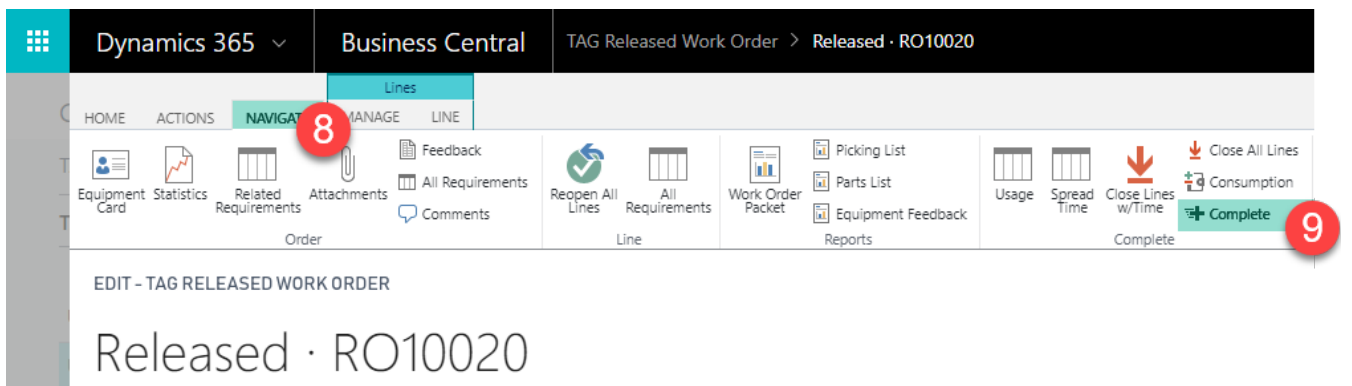 Dynamics 365
Business Central
TAG Released Work Order > Released · RO10020
Lines
HOME
ACTIONS
NAVIGAT
8
MANAGE
LINE
Equipment
Card
Statistics
Related
Requirements
Attachments
Feedback
All Requirements
Comments
Order
Reopen All
Lines
All
Requirements
Line
Work Order
Packet
Picking List
Parts List
Equipment Feedback
Reports
Usage
Spread
Time
Close Lines
w/Time
Close All Lines
Consumption
Complete
9
Complete
EDIT - TAG RELEASED WORK ORDER
Released · RO10020